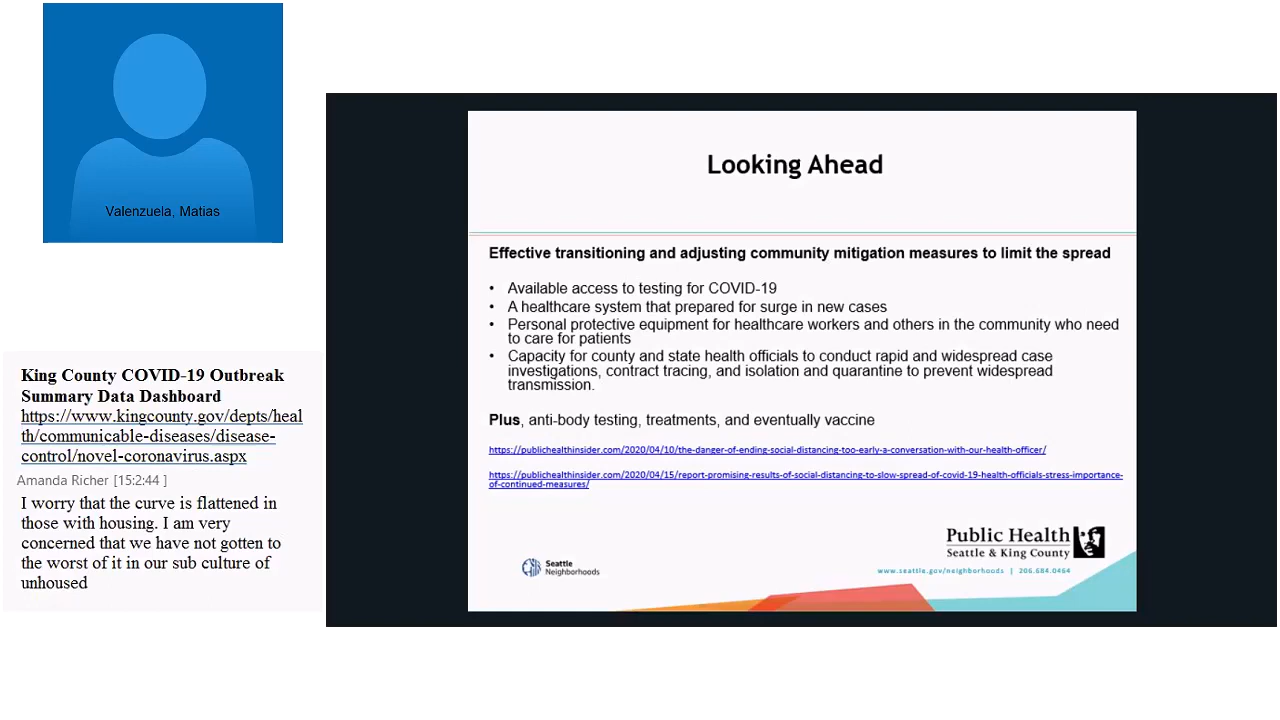 Valenzuela, Matias
King County COVID-19 Outbreak
Summary Data Dashboard
https://www.kingcounty.gov/depts/heal
th/communicable-diseases/disease-
control/novel-coronavirus.aspx
Amanda Richer [15:2:44 ]
I worry that the curve is flattened in
those with housing. I am very
concerned that we have not gotten to
the worst of it in our sub culture of
unhoused
Looking Ahead
Effective transitioning and adjusting community mitigation measures to limit the spread
• Available access to testing for COVID-19
• A healthcare system that prepared for surge in new cases
• Personal protective equipment for healthcare workers and others in the community who need
to care for patients
• Capacity for county and state health officials to conduct rapid and widespread case
investigations, contract tracing, and isolation and quarantine to prevent widespread
transmission.
Plus, anti-body testing, treatments, and eventually vaccine
https://publichealthinsider.com/2020/04/10/the-danger-of-ending-social-distancing-too-early-a-conversation-with-our-health-officer/
https://publichealthinsider.com/2020/04/15/report-promising-results-of-social-distancing-to-slow-spread-of-covid-19-health-officials-stress-importance-
of-continued-measures/
Seattle
Neighborhoods
Public Health
Seattle & King County
www.seattle.gov/neighborhoods | 206.684.0464